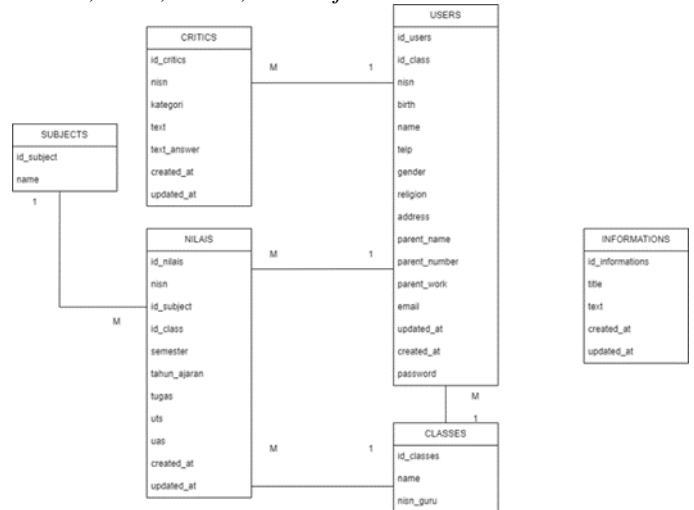 USERS
id_users
id_class
nisn
birth
name
telp
gender
religion
address
parent_name
parent_number
parent_work
email
updated_at
created_at
password
CRITICS
id_critics
nisn
kategori
text
text_answer
created_at
updated_at
M
1
SUBJECTS
id_subject
name
1
M
NILAIS
id_nilais
nisn
id_subject
id_class
semester
tahun_ajaran
tugas
uts
uas
created_at
updated_at
M
1
M
1
INFORMATIONS
id_informations
title
text
created_at
updated_at
M
1
CLASSES
id_classes
name
nisn_guru